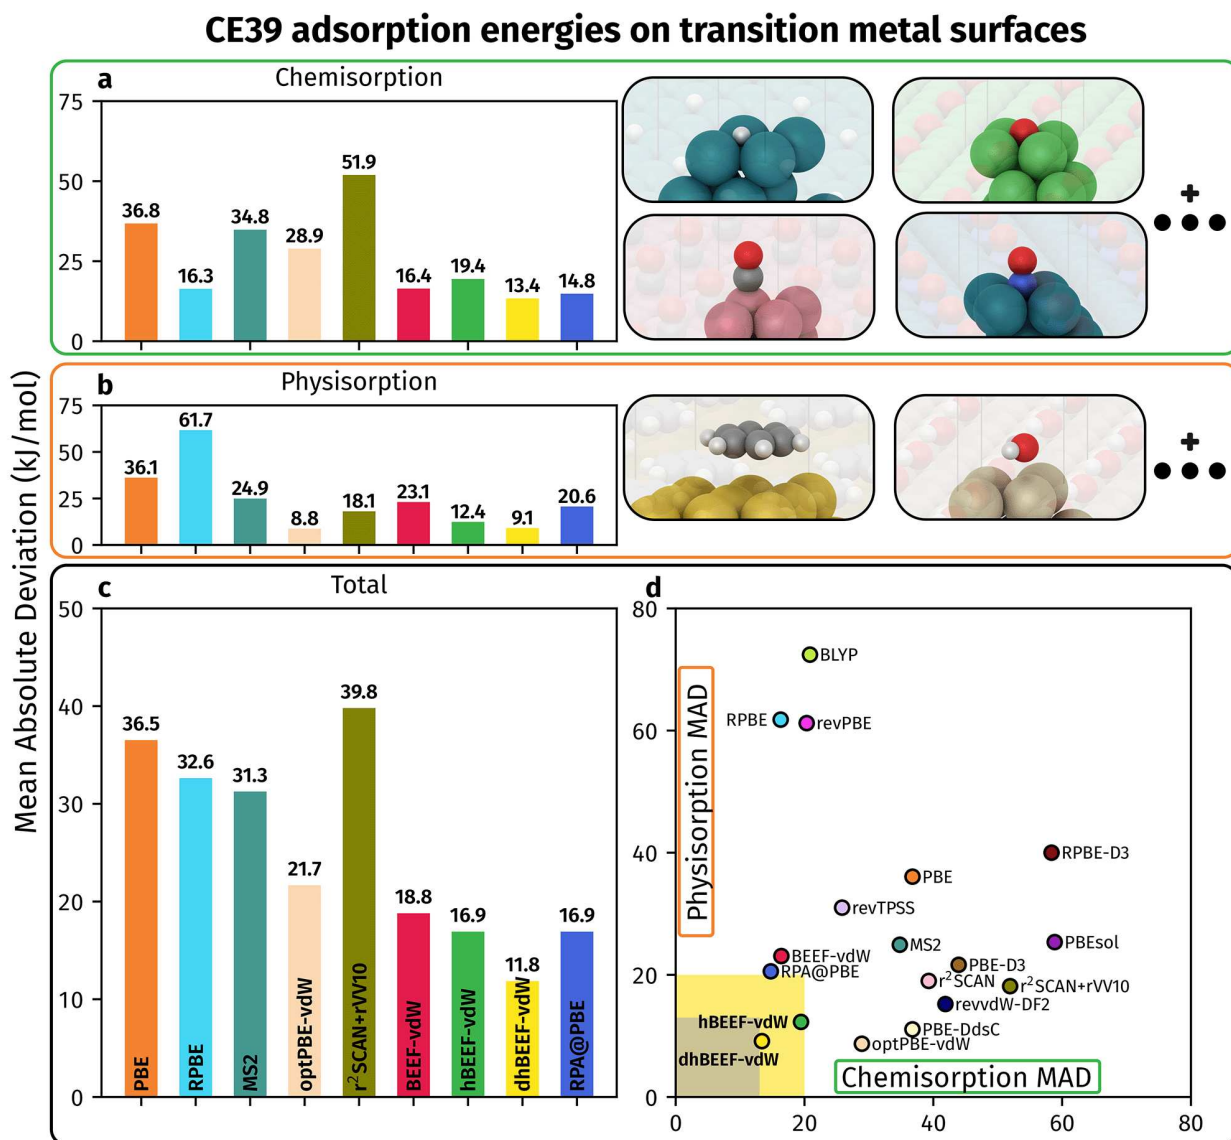 CE39 adsorption energies on transition metal surfaces
Mean Absolute Deviation (kJ/mol)
a
Chemisorption
75
50
25
0
36.8
16.3
34.8
28.9
51.9
16.4
19.4
13.4
14.8
+
b
Physisorption
75
50
25
0
36.1
61.7
24.9
8.8
18.1
23.1
12.4
9.1
20.6
+
c
Total
50
40
30
20
10
0
36.5
32.6
31.3
21.7
39.8
18.8
16.9
11.8
16.9
PBE
RPBE
MS2
optPBE-vdW
r²SCAN+rVV10
BEEF-vdW
hBEEF-vdW
dhBEEF-vdW
RPA@PBE
d
80
60
40
20
0
Physisorption MAD
BLYP
RPBE
revPBE
RPBE-D3
PBE
revTPSS
MS2
PBEsol
BEEF-vdW
PBE-D3
RPA@PBE
r²SCAN
r²SCAN+rVV10
revvdW-DF2
hBEEF-vdW
PBE-DdsC
optPBE-vdW
dhBEEF-vdW
Chemisorption MAD
0
20
40
60
80